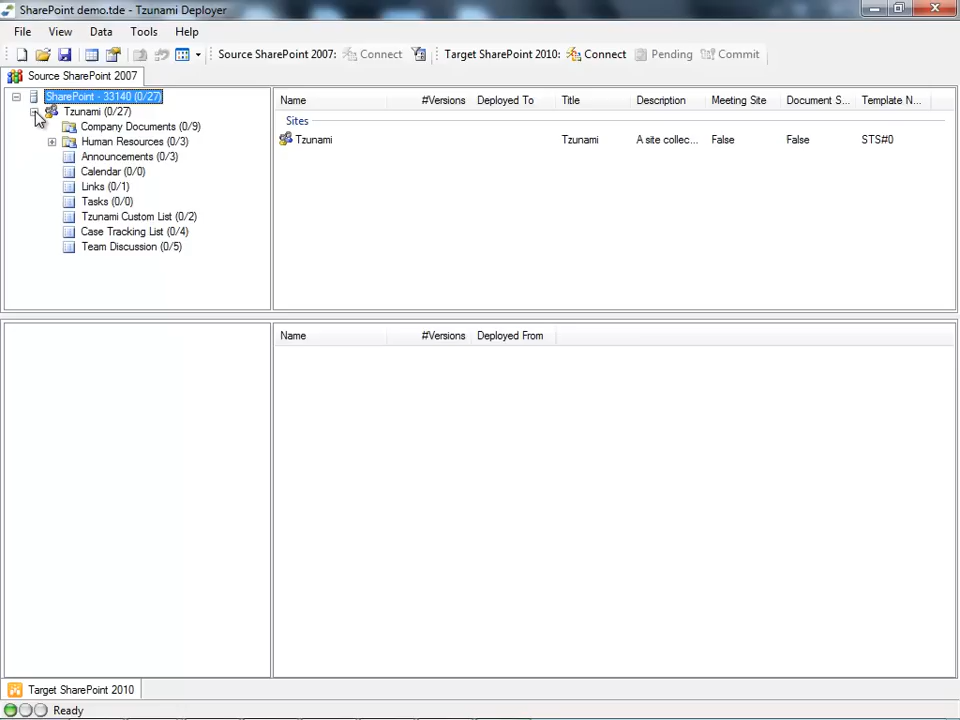 SharePoint demo.tde - Tzunami Deployer
File View Data Tools Help
Source SharePoint 2007: Connect Target SharePoint 2010: Connect Pending Commit
Source SharePoint 2007
SharePoint - 33140 (0/27)
Tzunami (0/27)
Company Documents (0/9)
Human Resources (0/3)
Announcements (0/3)
Calendar (0/0)
Links (0/1)
Tasks (0/0)
Tzunami Custom List (0/2)
Case Tracking List (0/4)
Team Discussion (0/5)
Name #Versions Deployed To Title Description Meeting Site Document S... Template N...
Sites
Tzunami Tzunami A site collec... False False STS#0
Name #Versions Deployed From
Target SharePoint 2010
Ready